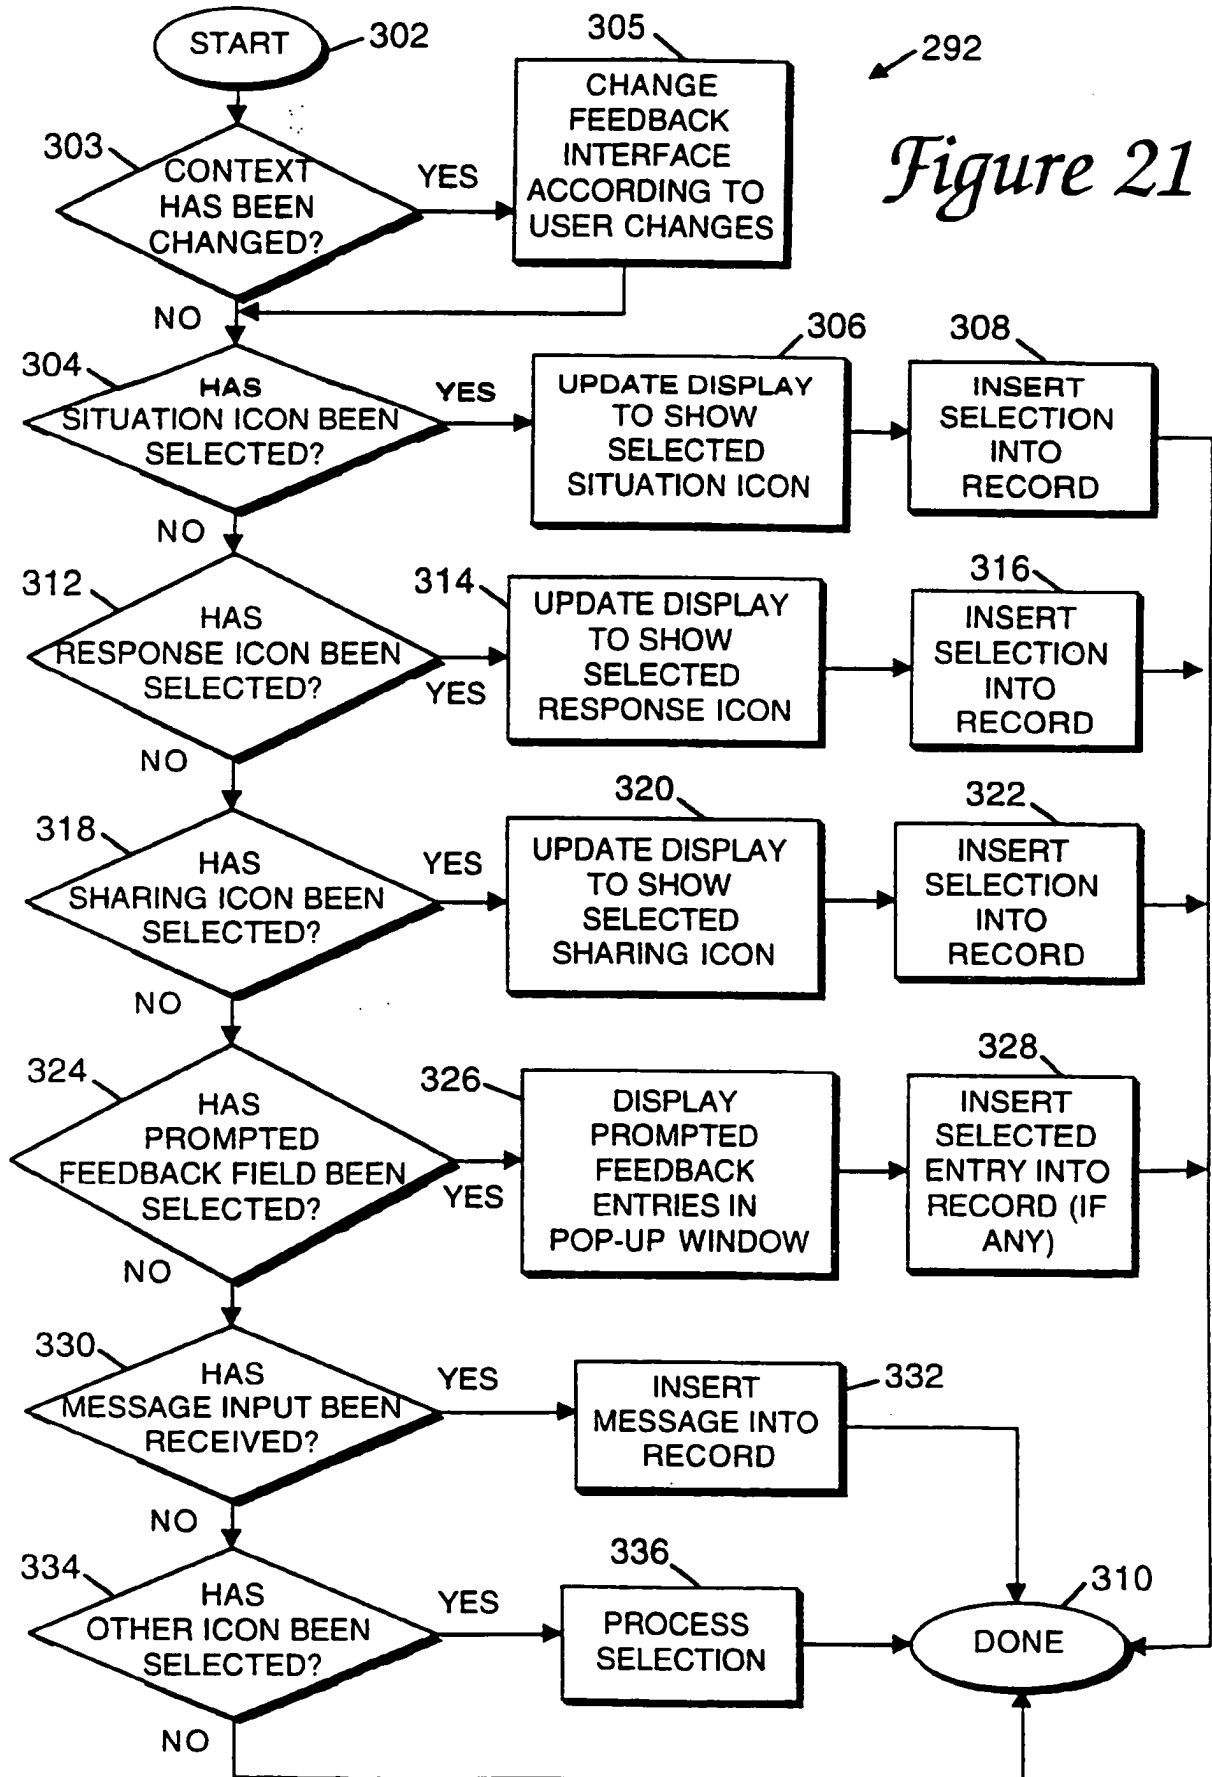 START
302
305
CHANGE
FEEDBACK
INTERFACE
ACCORDING TO
USER CHANGES
292
Figure 21
303
CONTEXT
HAS BEEN
CHANGED?
YES
NO
304
HAS
SITUATION ICON BEEN
SELECTED?
YES
306
UPDATE DISPLAY
TO SHOW
SELECTED
SITUATION ICON
308
INSERT
SELECTION
INTO
RECORD
NO
312
HAS
RESPONSE ICON BEEN
SELECTED?
YES
314
UPDATE DISPLAY
TO SHOW
SELECTED
RESPONSE ICON
316
INSERT
SELECTION
INTO
RECORD
NO
318
HAS
SHARING ICON BEEN
SELECTED?
YES
320
UPDATE DISPLAY
TO SHOW
SELECTED
SHARING ICON
322
INSERT
SELECTION
INTO
RECORD
NO
324
HAS
PROMPTED
FEEDBACK FIELD BEEN
SELECTED?
YES
326
DISPLAY
PROMPTED
FEEDBACK
ENTRIES IN
POP-UP WINDOW
328
INSERT
SELECTED
ENTRY INTO
RECORD (IF
ANY)
NO
330
HAS
MESSAGE INPUT BEEN
RECEIVED?
YES
INSERT
MESSAGE INTO
RECORD
332
NO
334
HAS
OTHER ICON BEEN
SELECTED?
YES
336
PROCESS
SELECTION
310
DONE
NO